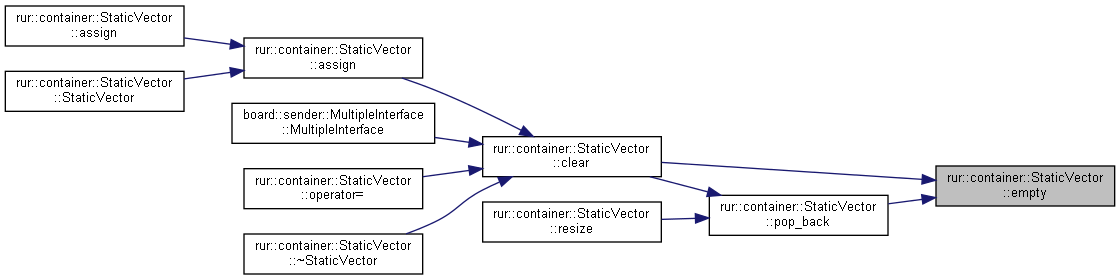 rur::container::StaticVector
::assign
rur::container::StaticVector
::StaticVector
rur::container::StaticVector
::assign
board::sender::MultipleInterface
::MultipleInterface
rur::container::StaticVector
::operator=
rur::container::StaticVector
::~StaticVector
rur::container::StaticVector
::clear
rur::container::StaticVector
::resize
rur::container::StaticVector
::pop_back
rur::container::StaticVector
::empty